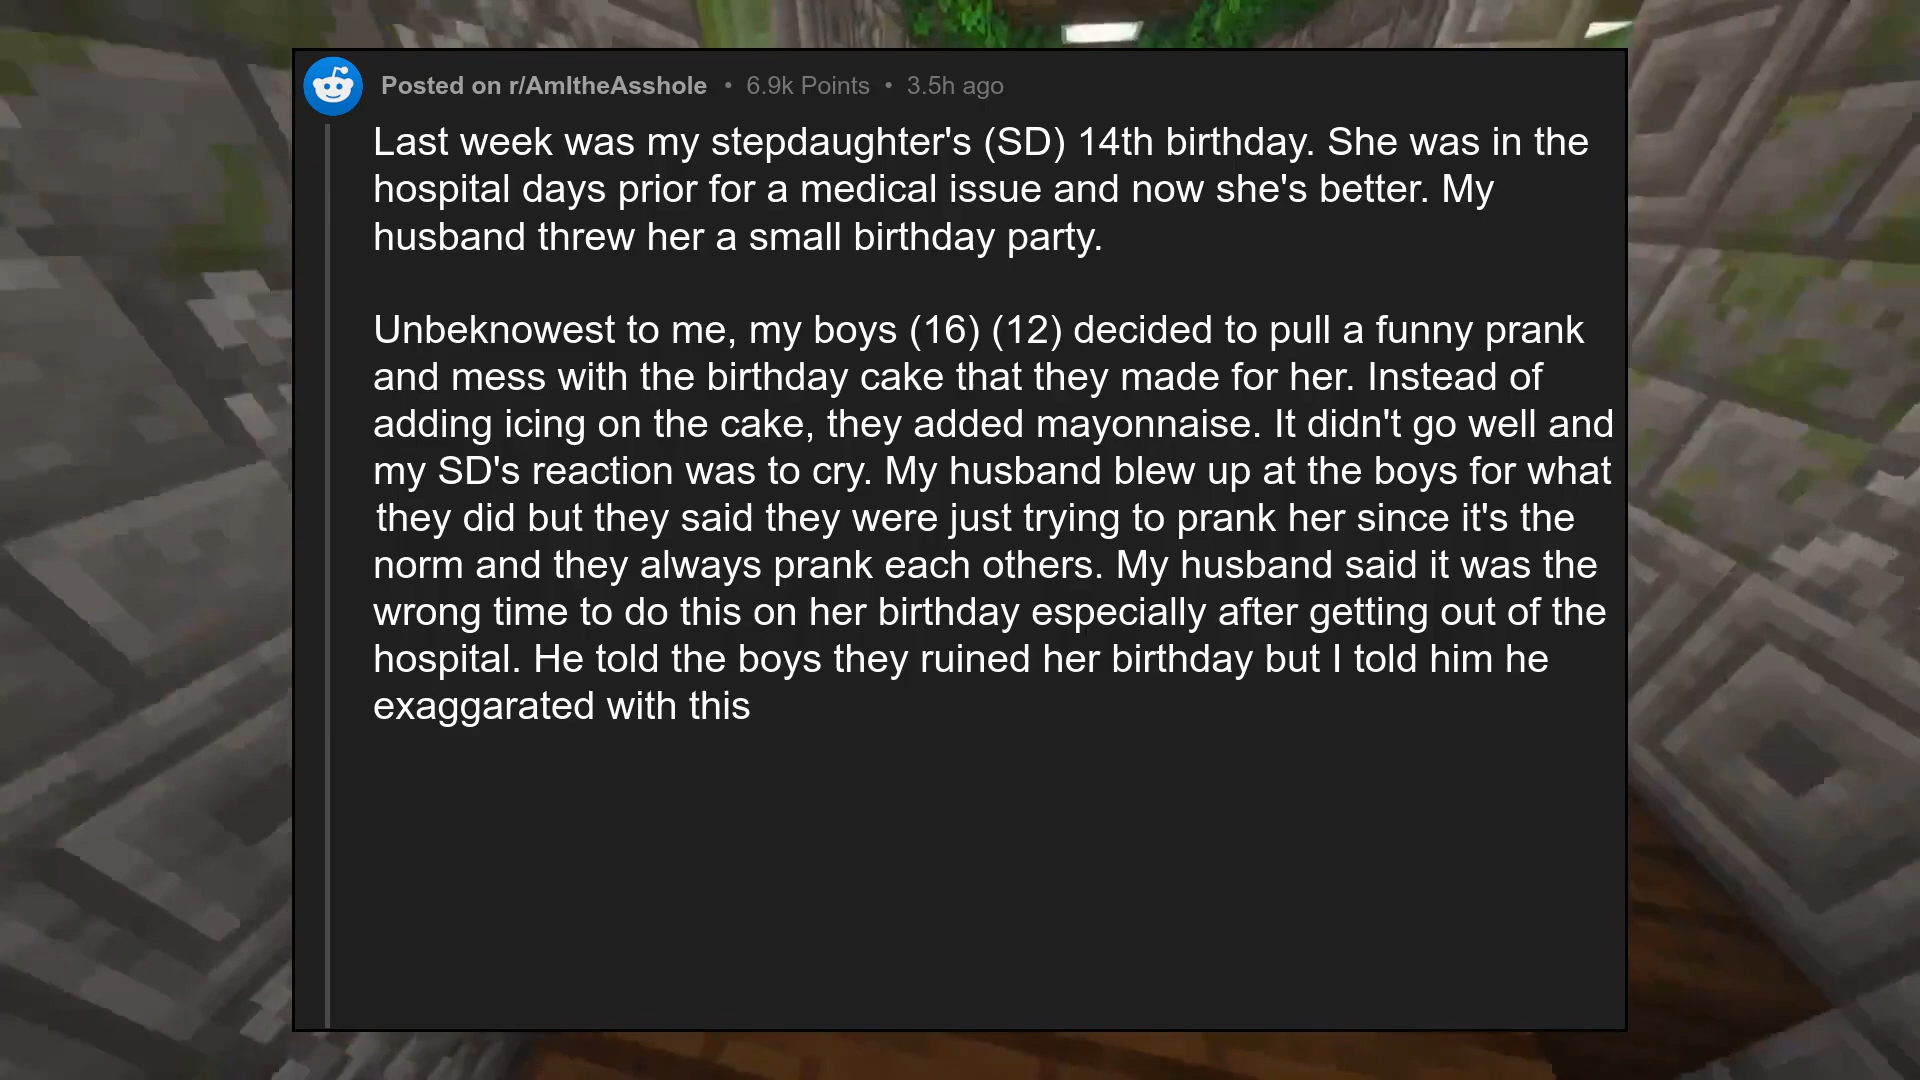 Posted on r/AmItheAsshole • 6.9k Points • 3.5h ago
Last week was my stepdaughter's (SD) 14th birthday. She was in the
hospital days prior for a medical issue and now she's better. My
husband threw her a small birthday party.
Unbeknowest to me, my boys (16) (12) decided to pull a funny prank
and mess with the birthday cake that they made for her. Instead of
adding icing on the cake, they added mayonnaise. It didn't go well and
my SD's reaction was to cry. My husband blew up at the boys for what
they did but they said they were just trying to prank her since it's the
norm and they always prank each others. My husband said it was the
wrong time to do this on her birthday especially after getting out of the
hospital. He told the boys they ruined her birthday but I told him he
exaggarated with this